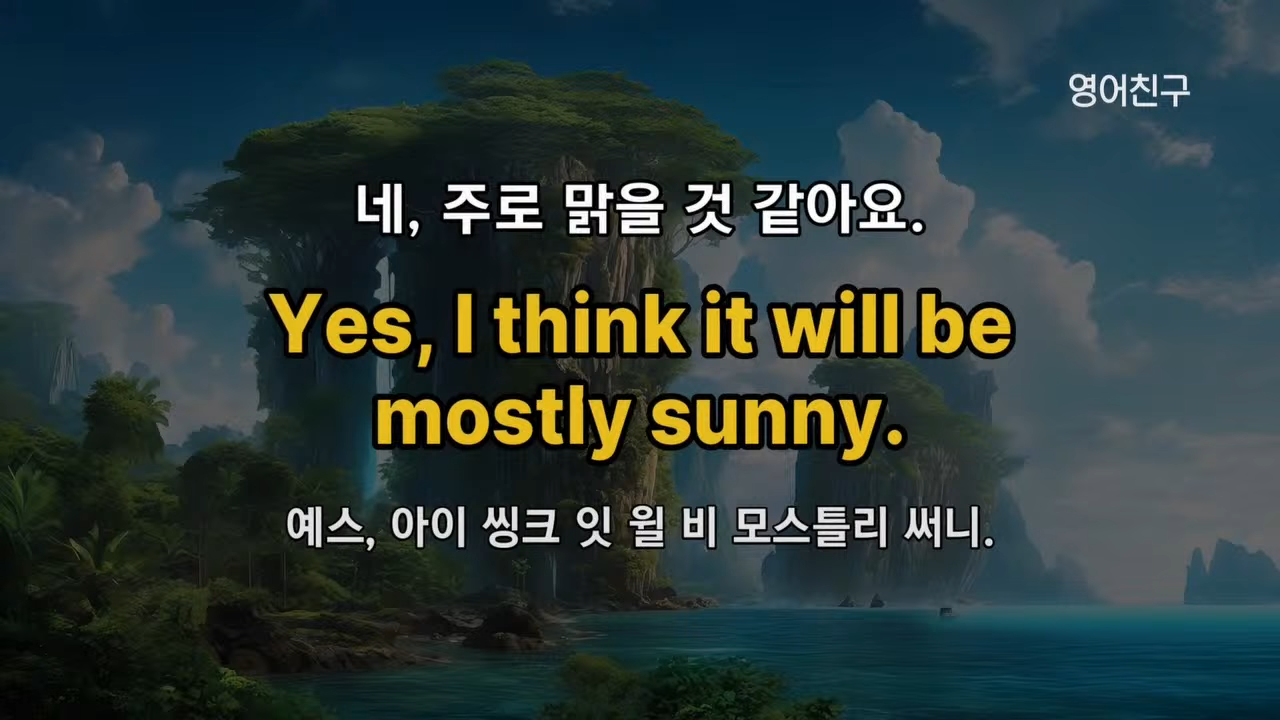 영어친구
네, 주로 맑을 것 같아요.
Yes, I think it will be
mostly sunny.
예스, 아이 씽크 잇 윌 비 모스틀리 써니.